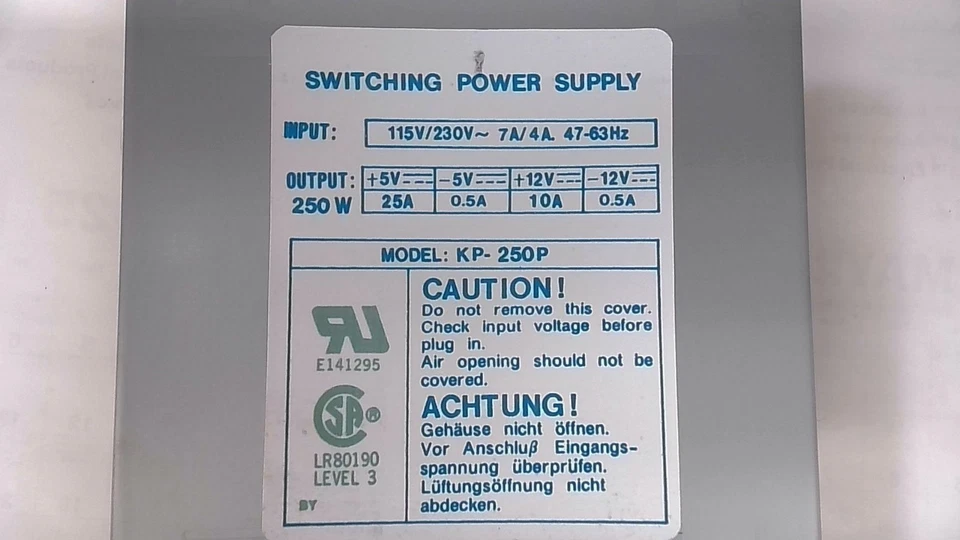 SWITCHING POWER SUPPLY
INPUT: 115V/230V~ 7A/4A. 47-63Hz
OUTPUT: +5V -5V +12V -12V
250W 25A 0.5A 10A 0.5A
MODEL: KP-250P
CAUTION!
Do not remove this cover.
Check input voltage before
plug in.
Air opening should not be
covered.
ACHTUNG!
Gehäuse nicht öffnen.
Vor Anschluß Eingangs-
spannung überprüfen.
Lüftungsöffnung nicht
abdecken.
RU
E141295
SA ®
LR80190
LEVEL 3
BY